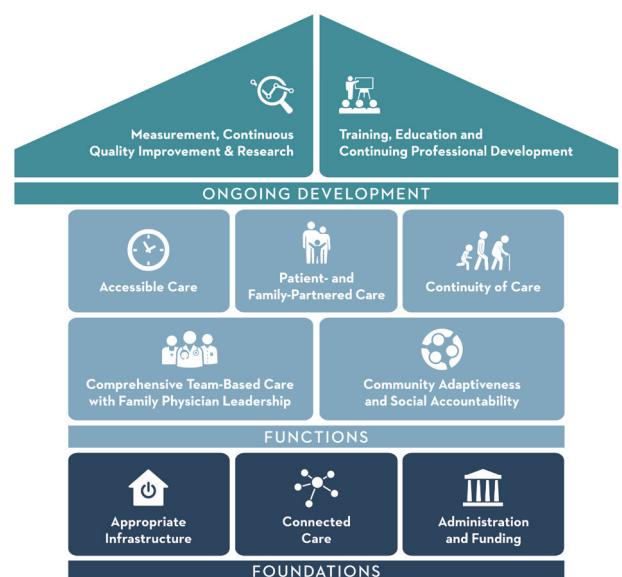 Measurement, Continuous
Quality Improvement & Research
Training, Education and
Continuing Professional Development
ONGOING DEVELOPMENT
Accessible Care
Patient- and
Family-Partnered Care
Continuity of Care
Comprehensive Team-Based Care
with Family Physician Leadership
Community Adaptiveness
and Social Accountability
FUNCTIONS
Appropriate
Infrastructure
Connected
Care
Administration
and Funding
FOUNDATIONS